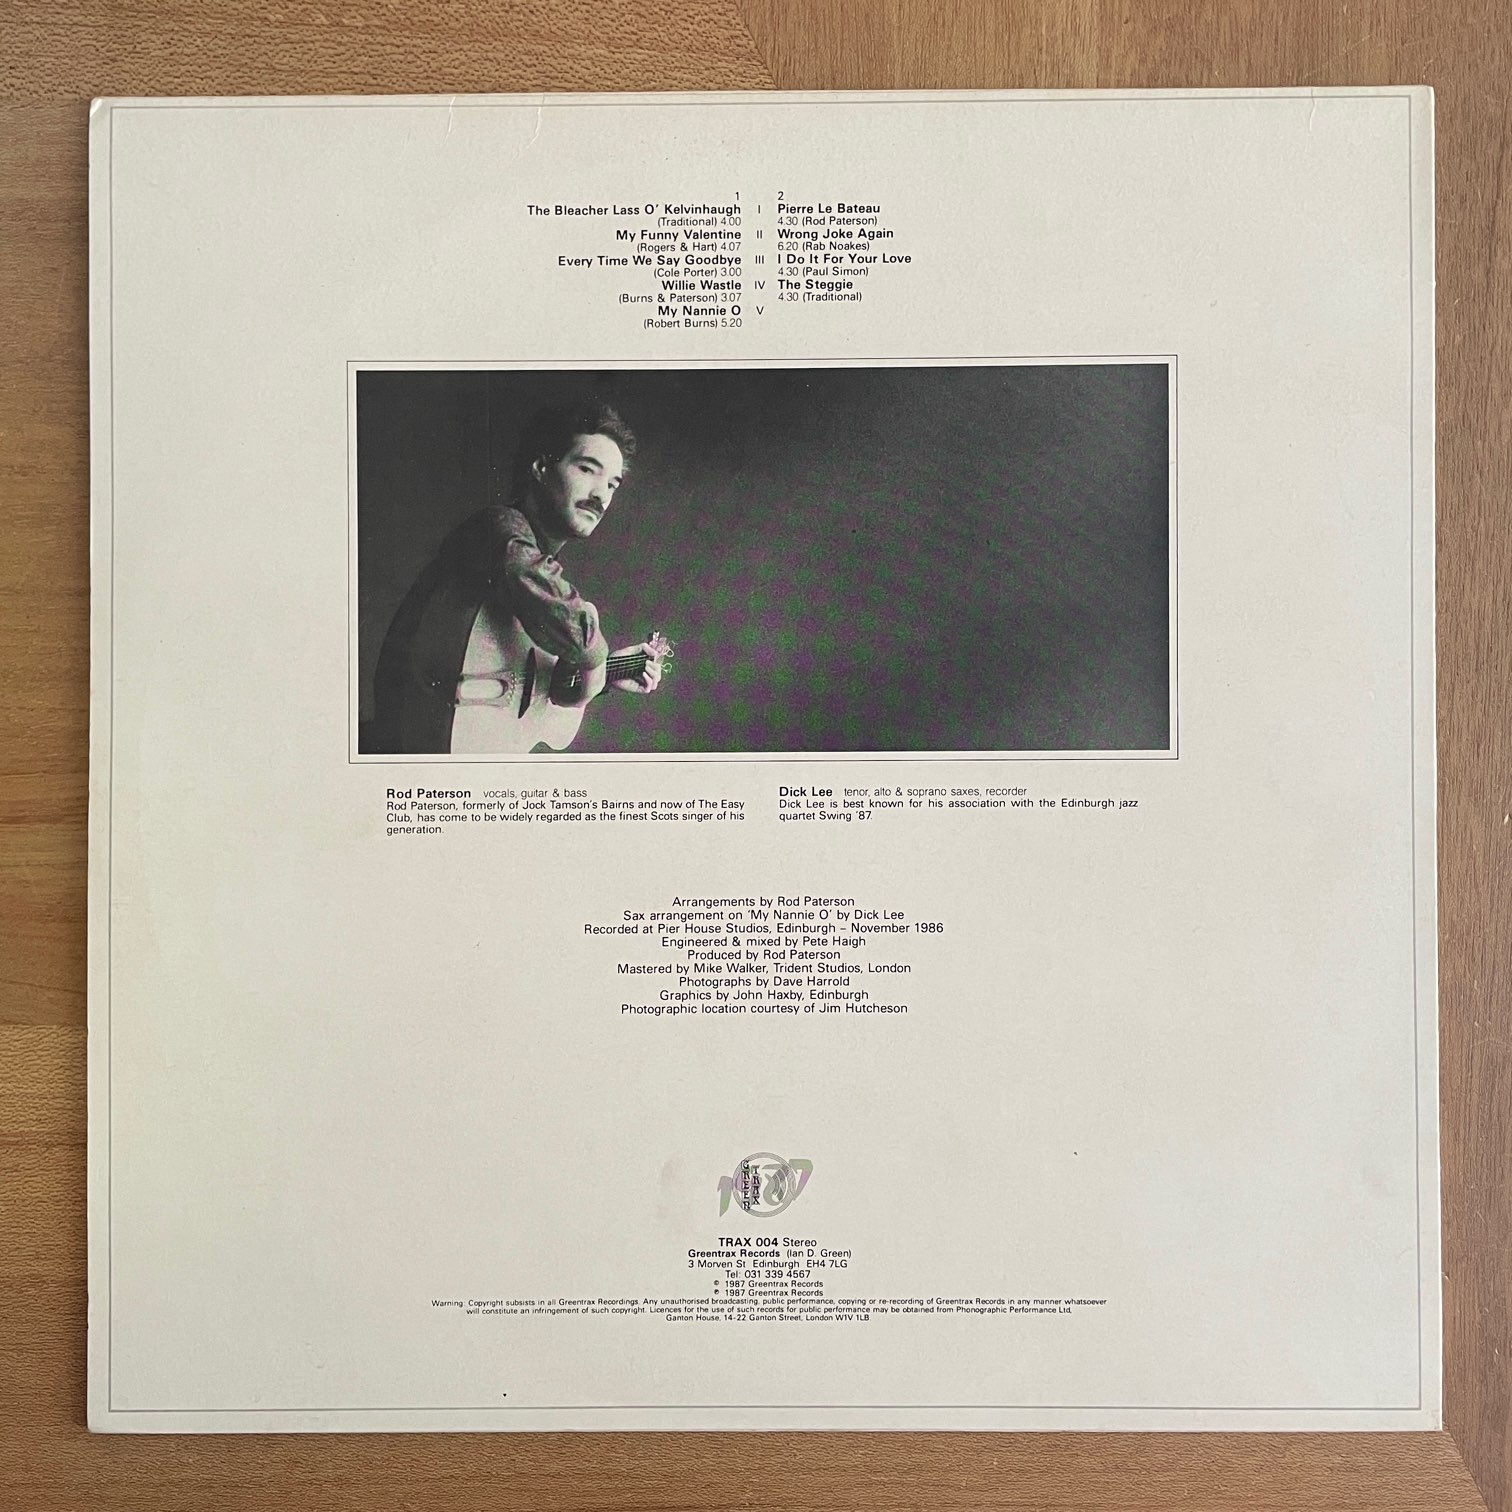 1
The Bleacher Lass O' Kelvinhaugh I
(Traditional) 4.00
My Funny Valentine II
(Rogers & Hart) 4.07
Every Time We Say Goodbye III
(Cole Porter) 3.00
Willie Wastle IV
(Burns & Paterson) 3.07
My Nannie O V
(Robert Burns) 5.20
2
Pierre Le Bateau
4.30 (Rod Paterson)
Wrong Joke Again
6.20 (Rab Noakes)
I Do It For Your Love
4.30 (Paul Simon)
The Steggie
4.30 (Traditional)
Rod Paterson vocals, guitar & bass
Rod Paterson, formerly of Jock Tamson's Bairns and now of The Easy
Club, has come to be widely regarded as the finest Scots singer of his
generation.
Dick Lee tenor, alto & soprano saxes, recorder
Dick Lee is best known for his association with the Edinburgh jazz
quartet Swing '87.
Arrangements by Rod Paterson
Sax arrangement on 'My Nannie O' by Dick Lee
Recorded at Pier House Studios, Edinburgh – November 1986
Engineered & mixed by Pete Haigh
Produced by Rod Paterson
Mastered by Mike Walker, Trident Studios, London
Photographs by Dave Harrold
Graphics by John Haxby, Edinburgh
Photographic location courtesy of Jim Hutcheson
1987
GREEN
TRAX
TRAX 004 Stereo
Greentrax Records (Ian D. Green)
3 Morven St Edinburgh EH4 7LG
Tel: 031 339 4567
© 1987 Greentrax Records
℗ 1987 Greentrax Records
Warning: Copyright subsists in all Greentrax Recordings. Any unauthorised broadcasting, public performance, copying or re-recording of Greentrax Records in any manner whatsoever
will constitute an infringement of such copyright. Licences for the use of such records for public performance may be obtained from Phonographic Performance Ltd,
Ganton House, 14-22 Ganton Street, London W1V 1LB.